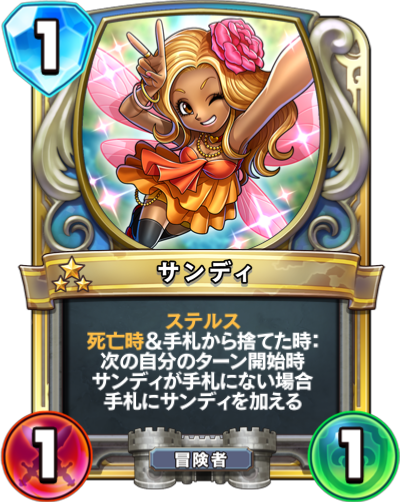 1
サンディ
ステルス
死亡時&手札から捨てた時:
次の自分のターン開始時
サンディが手札にない場合
手札にサンディを加える
1
冒険者
1